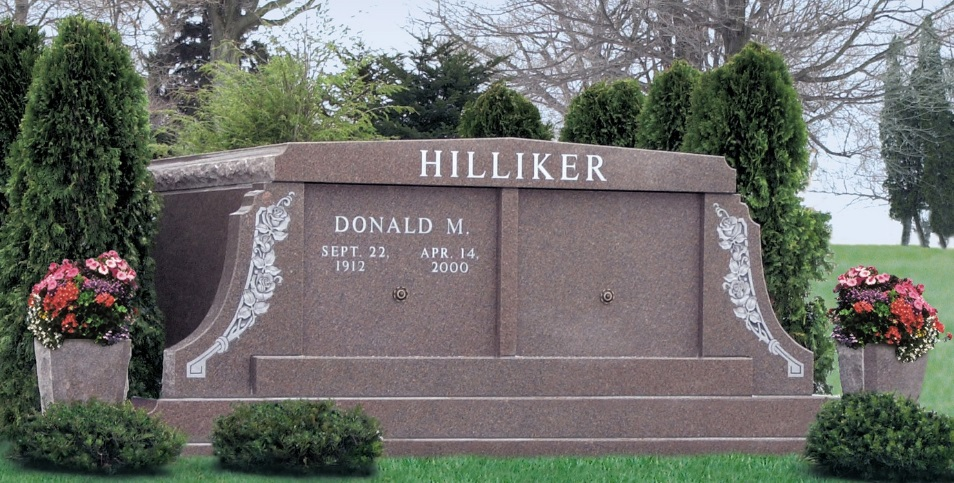 HILLIKER
DONALD M.
SEPT. 22, APR. 14,
1912 2000